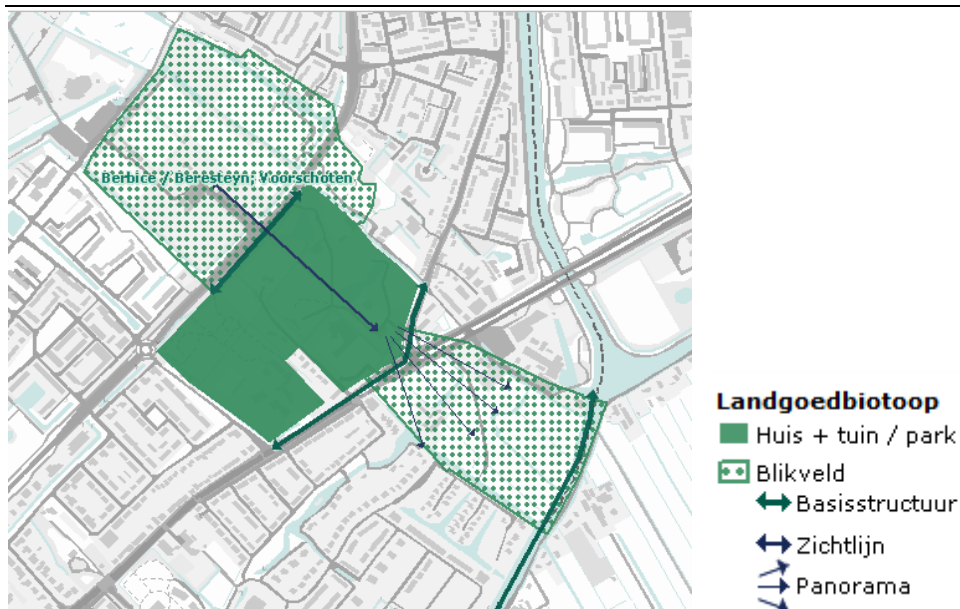 Berbice / Beresteyn; Voorschoten
Landgoedbiotoop
Huis + tuin / park
Blikveld
Basisstructuur
Zichtlijn
Panorama